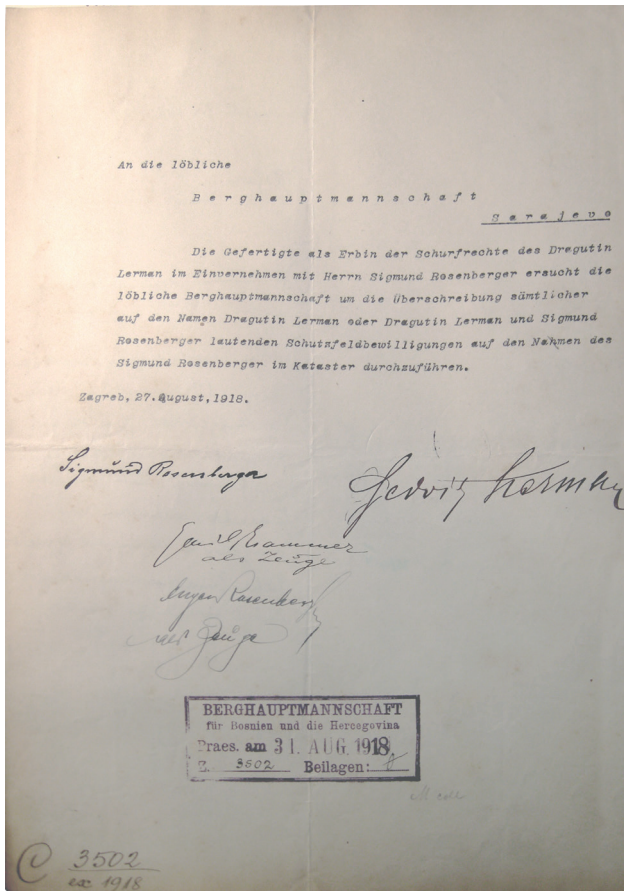 An die löbliche
Berghauptmannschaft
Sarajevo
Die Gefertigte als Erbin der Schurfrechte des Dragutin
Lerman im Einvernehmen mit Herrn Sigmund Rosenberger ersucht die
löbliche Berghauptmannschaft um die Überschreibung sämtlicher
auf den Namen Dragutin Lerman oder Dragutin Lerman und Sigmund
Rosenberger lautenden Schutzfeldbewilligungen auf den Nahmen des
Sigmund Rosenberger im Kataster durchzuführen.
Zagreb, 27.August,1918.
Sigmund Rosenberger
Hedwig Lerman
Emil Krammer
als Zeuge
Eugen Rosenberger
als Zeuge
BERGHAUPTMANNSCHAFT
für Bosnien und die Hercegovina
Praes. am 31. AUG. 1918
Z. 3502 Beilagen:
C 3502
ex 1918